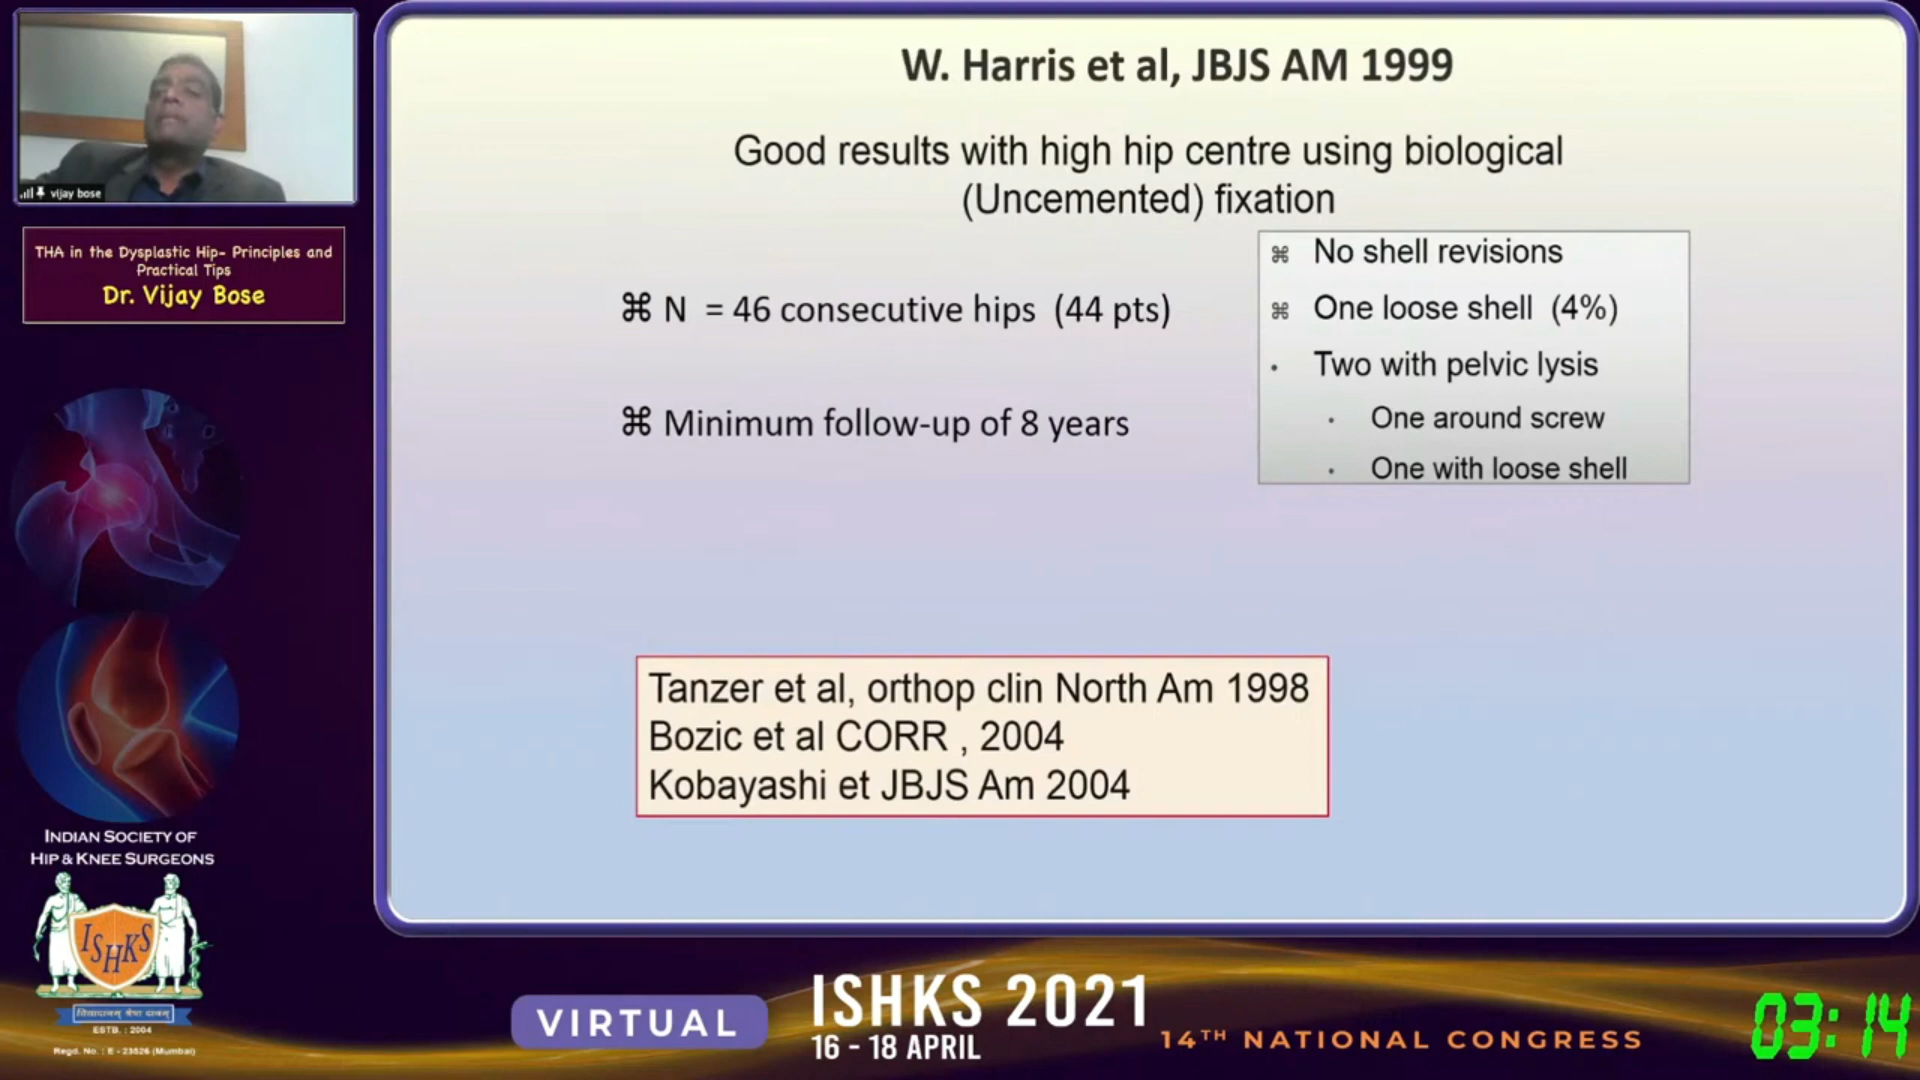 vijay bose
THA in the Dysplastic Hip- Principles and
Practical Tips
Dr. Vijay Bose
W. Harris et al, JBJS AM 1999
Good results with high hip centre using biological
(Uncemented) fixation
⌘ N = 46 consecutive hips (44 pts)
⌘ Minimum follow-up of 8 years
⌘ No shell revisions
⌘ One loose shell (4%)
• Two with pelvic lysis
• One around screw
• One with loose shell
Tanzer et al, orthop clin North Am 1998
Bozic et al CORR , 2004
Kobayashi et JBJS Am 2004
INDIAN SOCIETY OF
HIP & KNEE SURGEONS
ISHKS
ESTB. : 2004
Regd. No. : E - 23526 (Mumbai)
VIRTUAL
ISHKS 2021
16 - 18 APRIL
14TH NATIONAL CONGRESS
03:14